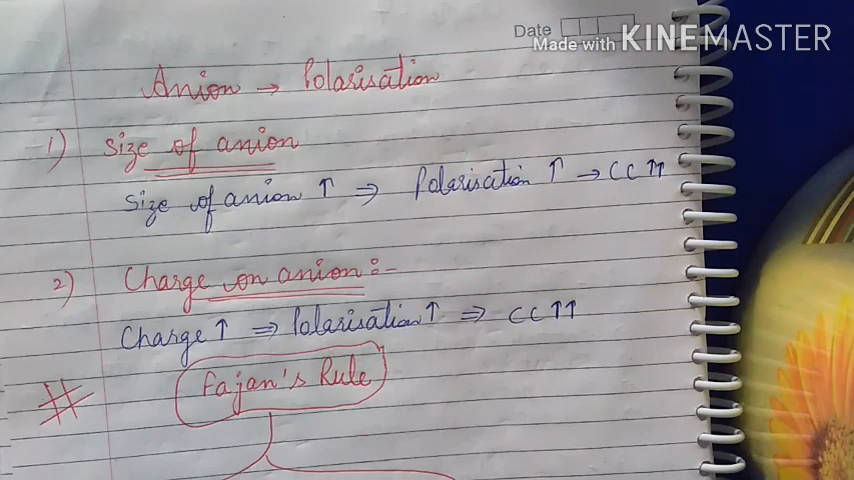 Date
Made with KINEMASTER
Anion → Polarisation
1) Size of anion
Size of anion ↑ ⇒ Polarisation ↑ → CC ↑↑
2) Charge on anion :-
Charge ↑ ⇒ Polarisation ↑ ⇒ CC ↑↑
# Fajan's Rule